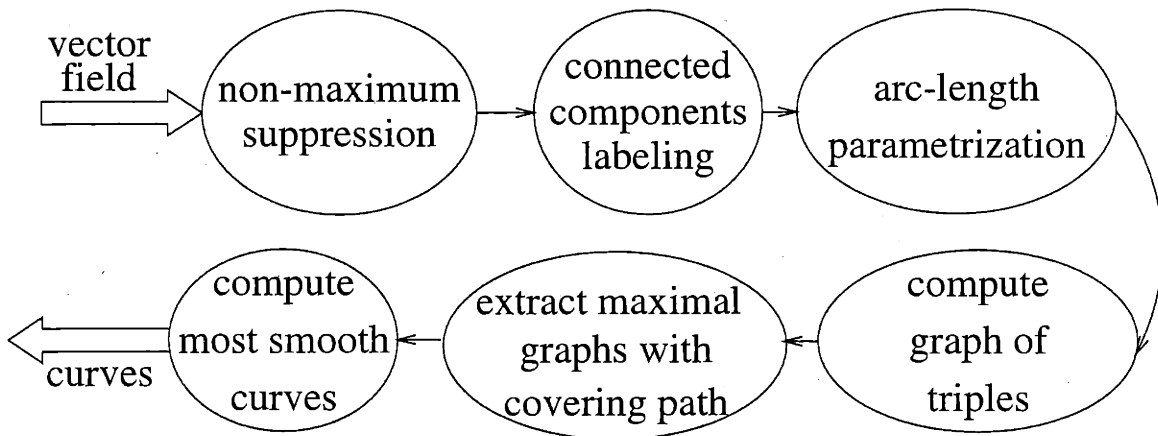 vector
field
non-maximum
suppression
connected
components
labeling
arc-length
parametrization
compute
graph of
triples
extract maximal
graphs with
covering path
compute
most smooth
curves
curves